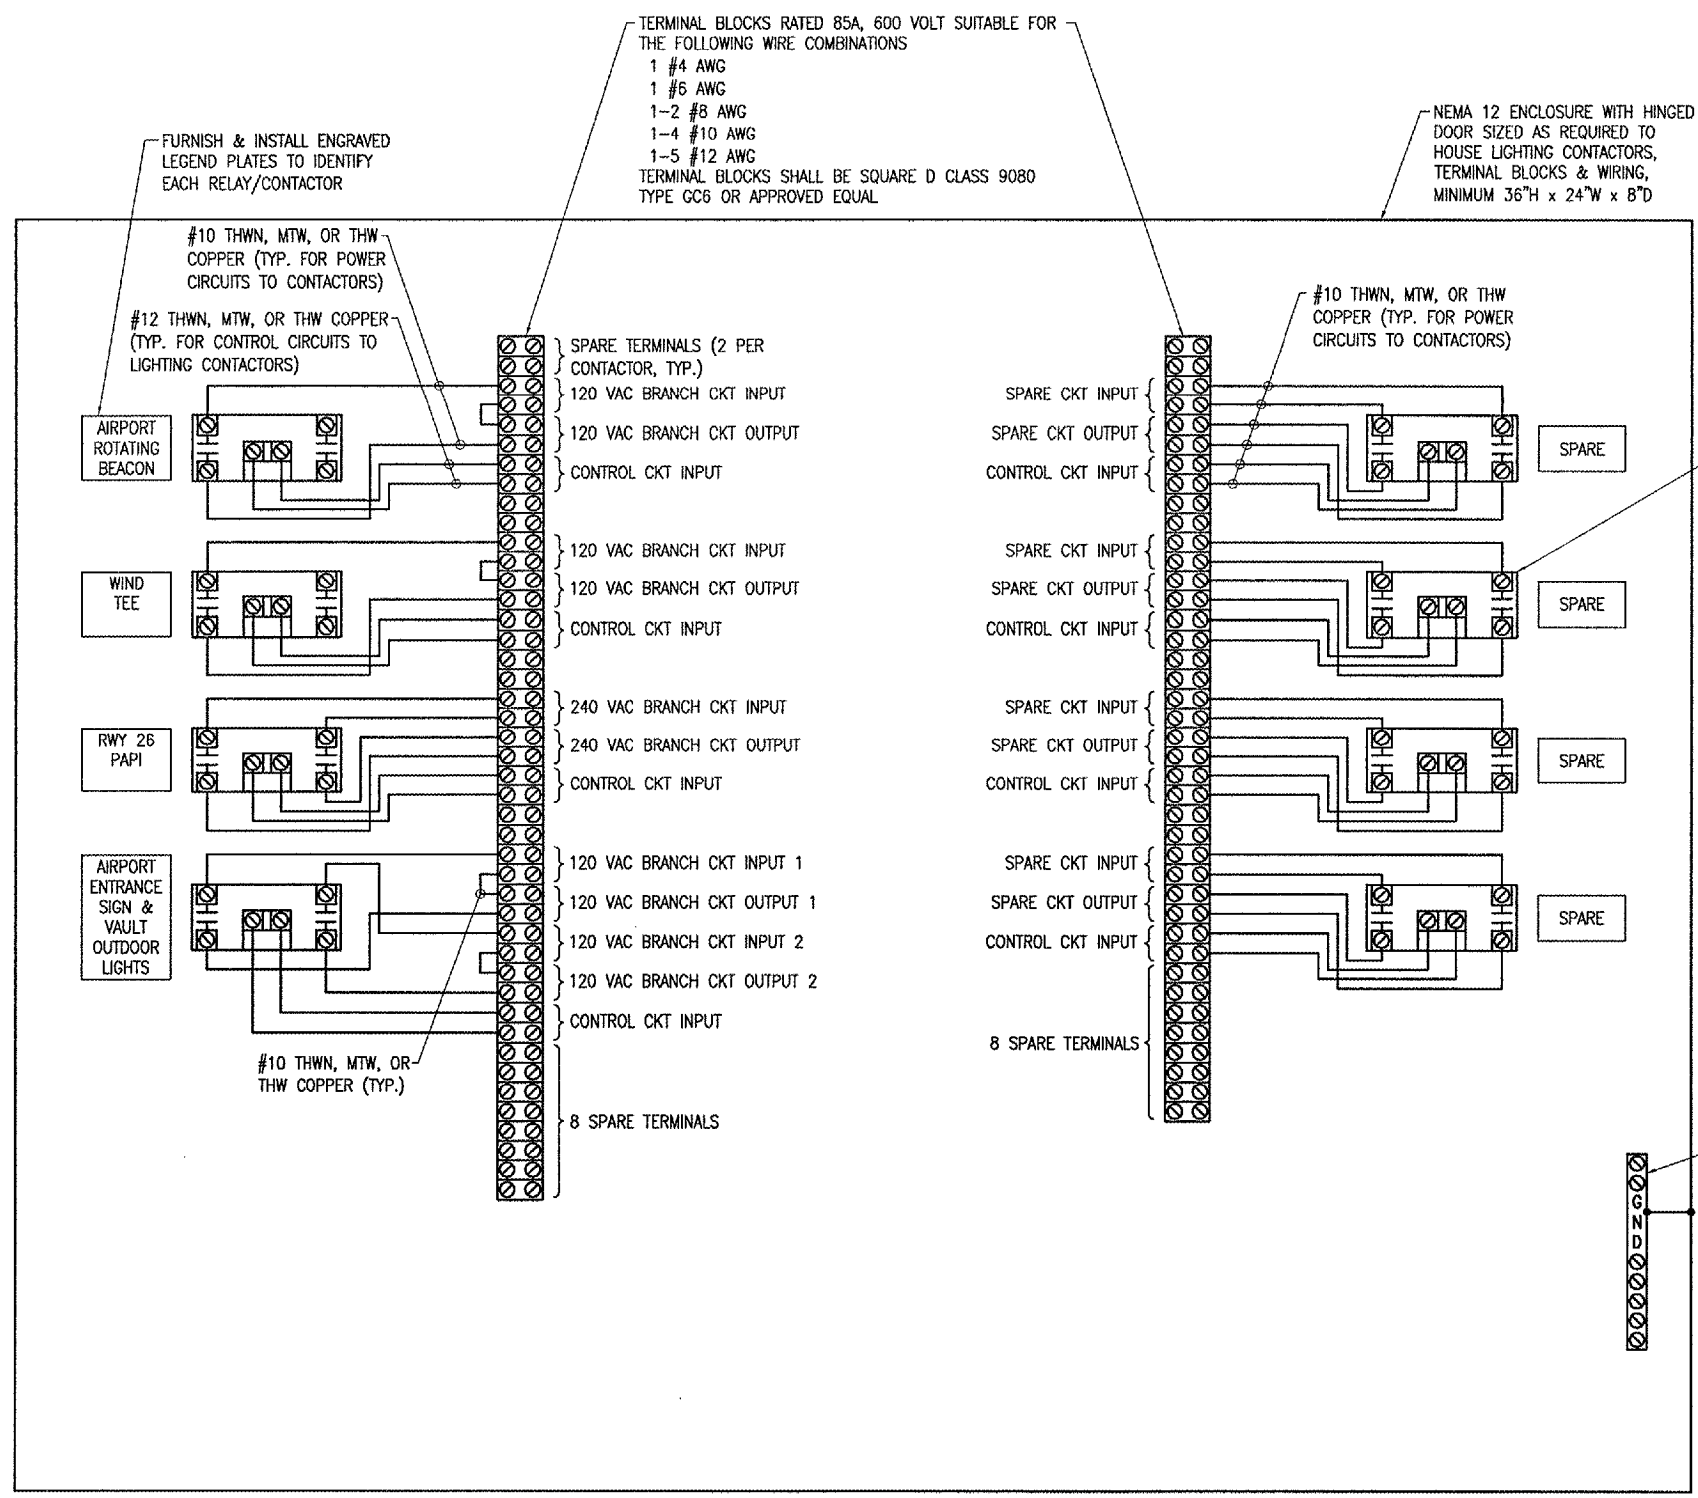 TERMINAL BLOCKS RATED 85A, 600 VOLT SUITABLE FOR
THE FOLLOWING WIRE COMBINATIONS
1 #4 AWG
1 #6 AWG
1-2 #8 AWG
1-4 #10 AWG
1-5 #12 AWG
TERMINAL BLOCKS SHALL BE SQUARE D CLASS 9080
TYPE GC6 OR APPROVED EQUAL
NEMA 12 ENCLOSURE WITH HINGED
DOOR SIZED AS REQUIRED TO
HOUSE LIGHTING CONTACTORS,
TERMINAL BLOCKS & WIRING,
MINIMUM 36"H x 24"W x 8"D
FURNISH & INSTALL ENGRAVED
LEGEND PLATES TO IDENTIFY
EACH RELAY/CONTACTOR
#10 THWN, MTW, OR THW
COPPER (TYP. FOR POWER
CIRCUITS TO CONTACTORS)
#12 THWN, MTW, OR THW COPPER
(TYP. FOR CONTROL CIRCUITS TO
LIGHTING CONTACTORS)
#10 THWN, MTW, OR THW
COPPER (TYP. FOR POWER
CIRCUITS TO CONTACTORS)
SPARE TERMINALS (2 PER
CONTACTOR, TYP.)
AIRPORT
ROTATING
BEACON
120 VAC BRANCH CKT INPUT
120 VAC BRANCH CKT OUTPUT
CONTROL CKT INPUT
SPARE CKT INPUT
SPARE CKT OUTPUT
CONTROL CKT INPUT
SPARE
WIND
TEE
120 VAC BRANCH CKT INPUT
120 VAC BRANCH CKT OUTPUT
CONTROL CKT INPUT
SPARE CKT INPUT
SPARE CKT OUTPUT
CONTROL CKT INPUT
SPARE
RWY 26
PAPI
240 VAC BRANCH CKT INPUT
240 VAC BRANCH CKT OUTPUT
CONTROL CKT INPUT
SPARE CKT INPUT
SPARE CKT OUTPUT
CONTROL CKT INPUT
SPARE
AIRPORT
ENTRANCE
SIGN &
VAULT
OUTDOOR
LIGHTS
120 VAC BRANCH CKT INPUT 1
120 VAC BRANCH CKT OUTPUT 1
120 VAC BRANCH CKT INPUT 2
120 VAC BRANCH CKT OUTPUT 2
CONTROL CKT INPUT
SPARE CKT INPUT
SPARE CKT OUTPUT
CONTROL CKT INPUT
SPARE
#10 THWN, MTW, OR
THW COPPER (TYP.)
8 SPARE TERMINALS
8 SPARE TERMINALS
G
N
D